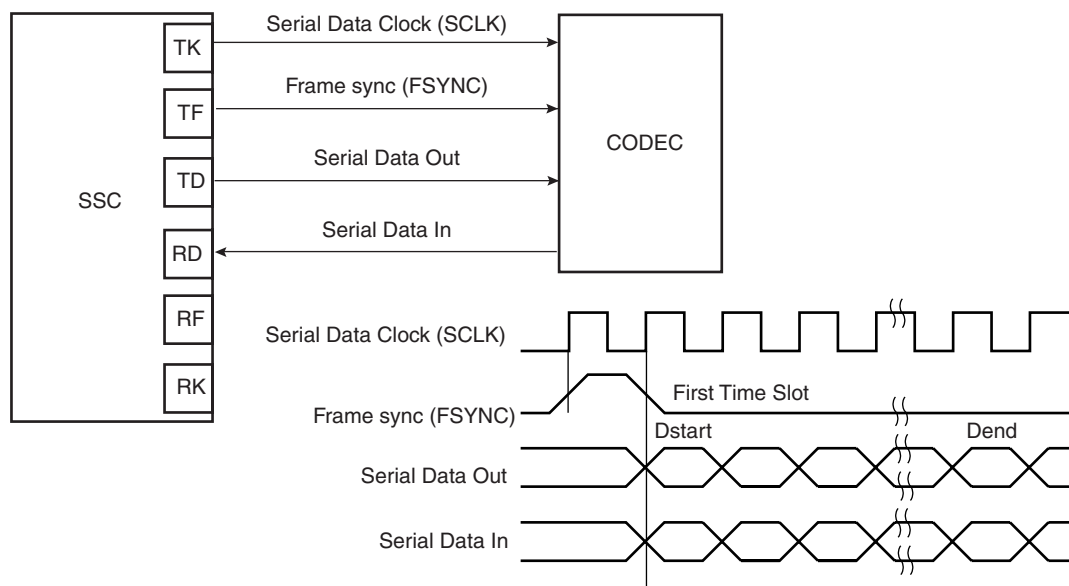 Serial Data Clock (SCLK)
TK
Frame sync (FSYNC)
TF
CODEC
Serial Data Out
TD
SSC
Serial Data In
RD
RF
Serial Data Clock (SCLK)
RK
First Time Slot
Frame sync (FSYNC)
Dstart
Dend
Serial Data Out
Serial Data In